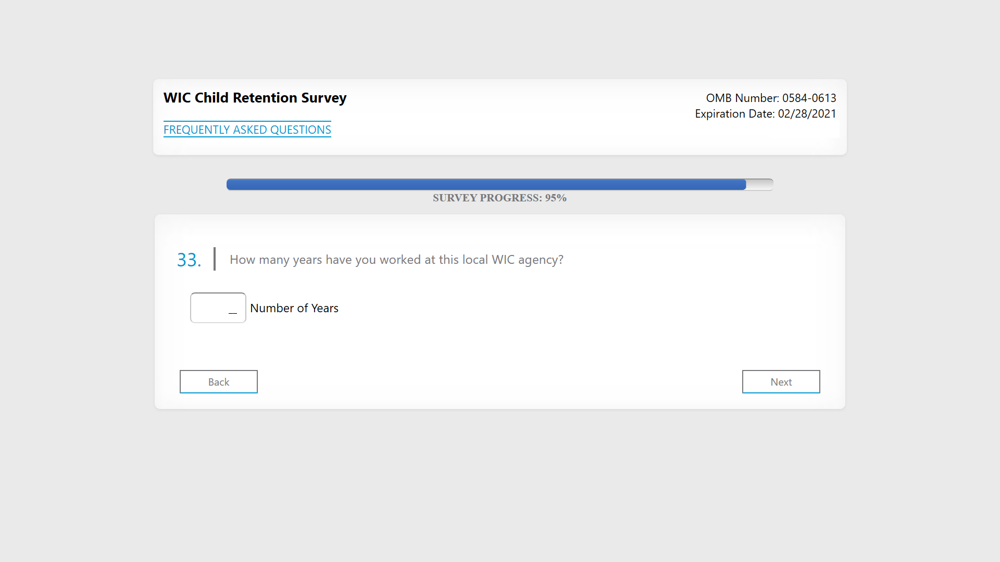 WIC Child Retention Survey
OMB Number: 0584-0613
Expiration Date: 02/28/2021
FREQUENTLY ASKED QUESTIONS
SURVEY PROGRESS: 95%
33. How many years have you worked at this local WIC agency?
__ Number of Years
Back
Next